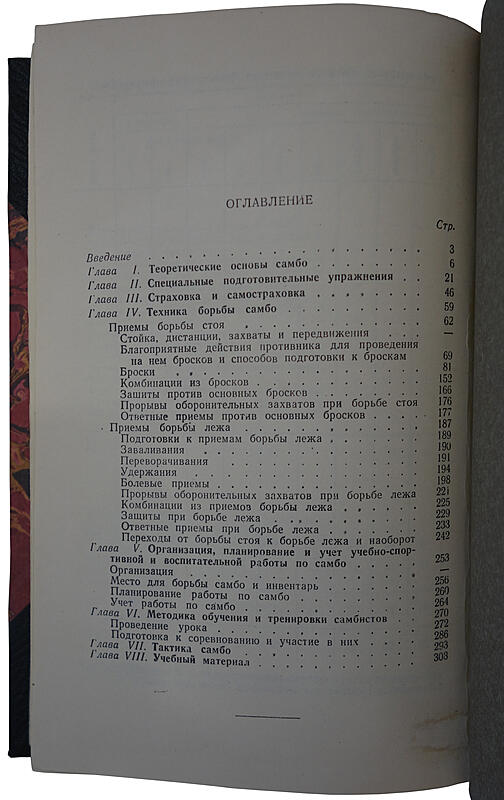 ОГЛАВЛЕНИЕ
Стр.
Введение . . . . . . . . . . . . . . . . . . 3
Глава I. Теоретические основы самбо . . . . . . . 6
Глава II. Специальные подготовительные упражнения . . 21
Глава III. Страховка и самостраховка . . . . . . . 46
Глава IV. Техника борьбы самбо . . . . . . . . 59
Приемы борьбы стоя . . . . . . . . . . . . 62
Стойка, дистанции, захваты и передвижения . . . —
Благоприятные действия противника для проведения
на нем бросков и способов подготовки к броскам 69
Броски . . . . . . . . . . . . . . . . 81
Комбинации из бросков . . . . . . . . . . 152
Защиты против основных бросков . . . . . . . 166
Прорывы оборонительных захватов при борьбе стоя 176
Ответные приемы против основных бросков . . . . 177
Приемы борьбы лежа . . . . . . . . . . . . 187
Подготовки к приемам борьбы лежа . . . . . . 189
Заваливания . . . . . . . . . . . . . . 190
Переворачивания . . . . . . . . . . . . . 191
Удержания . . . . . . . . . . . . . . . 194
Болевые приемы . . . . . . . . . . . . . 198
Прорывы оборонительных захватов при борьбе лежа 221
Комбинации из приемов борьбы лежа . . . . . . 225
Защиты при борьбе лежа . . . . . . . . . . 229
Ответные приемы при борьбе лежа . . . . . . . 233
Переходы от борьбы стоя к борьбе лежа и наоборот 242
Глава V. Организация, планирование и учет учебно-спор-
тивной и воспитательной работы по самбо . . . . . 253
Организация . . . . . . . . . . . . . . . —
Место для борьбы самбо и инвентарь . . . . . . 256
Планирование работы по самбо . . . . . . . . 260
Учет работы по самбо . . . . . . . . . . . 264
Глава VI. Методика обучения и тренировки самбистов . 270
Проведение урока . . . . . . . . . . . . . 272
Подготовка к соревнованию и участие в них . . . . 286
Глава VII. Тактика самбо . . . . . . . . . . . 293
Глава VIII. Учебный материал . . . . . . . . . . 303